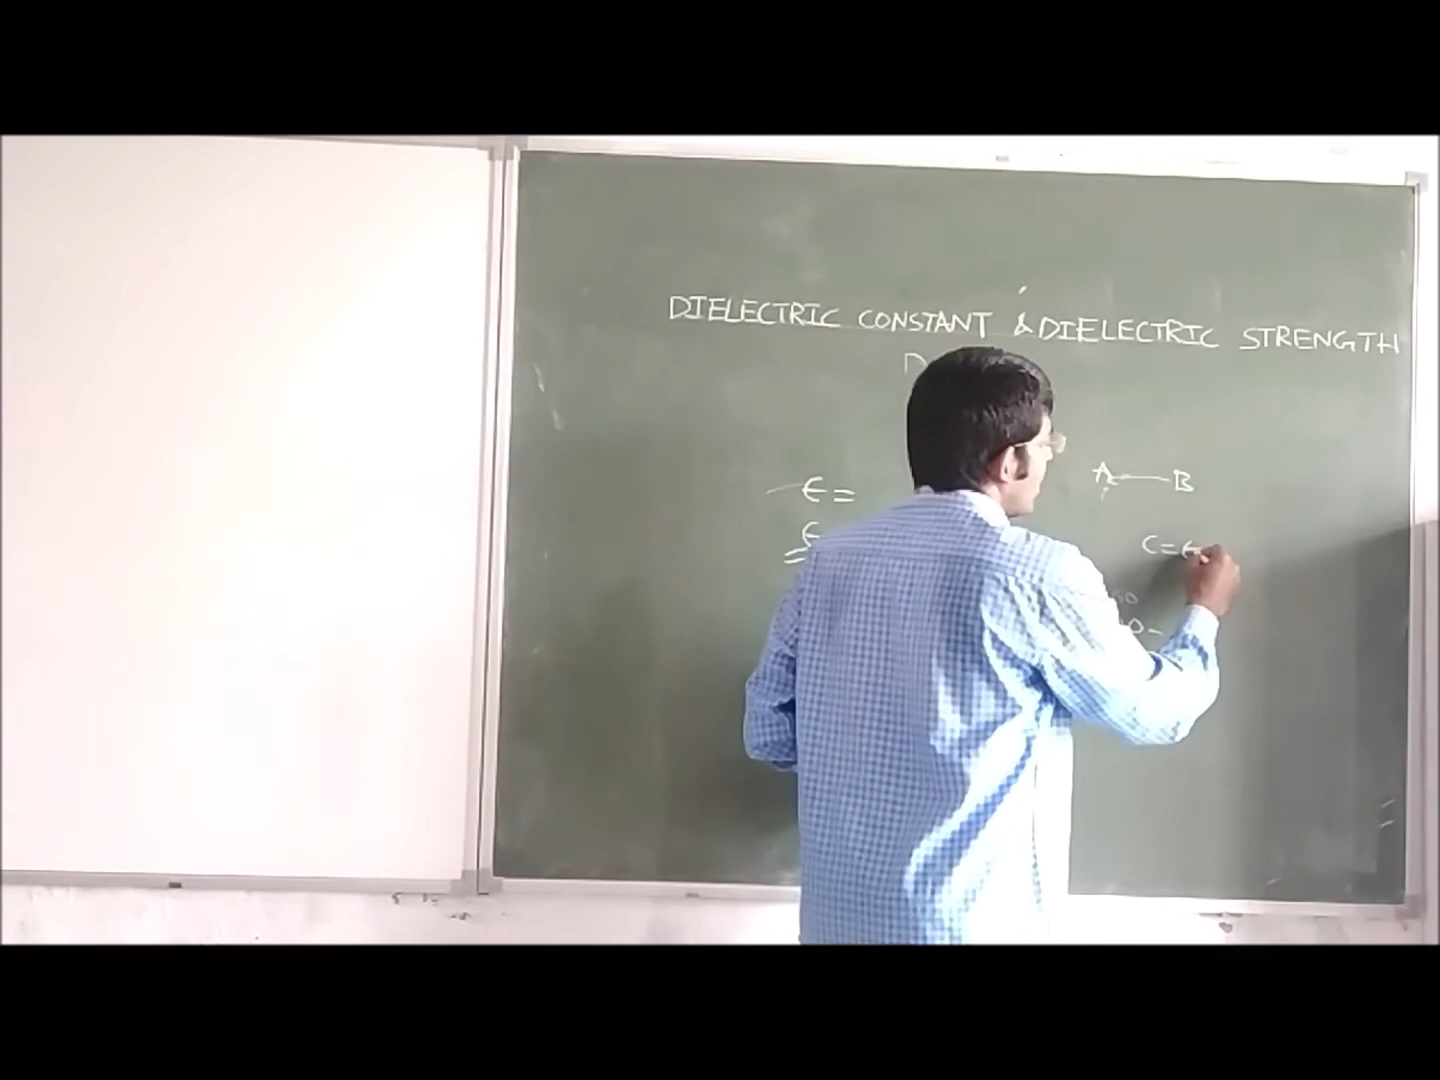 DIELECTRIC CONSTANT & DIELECTRIC STRENGTH
D
ϵ =
A — B
ϵ
C = ϵ